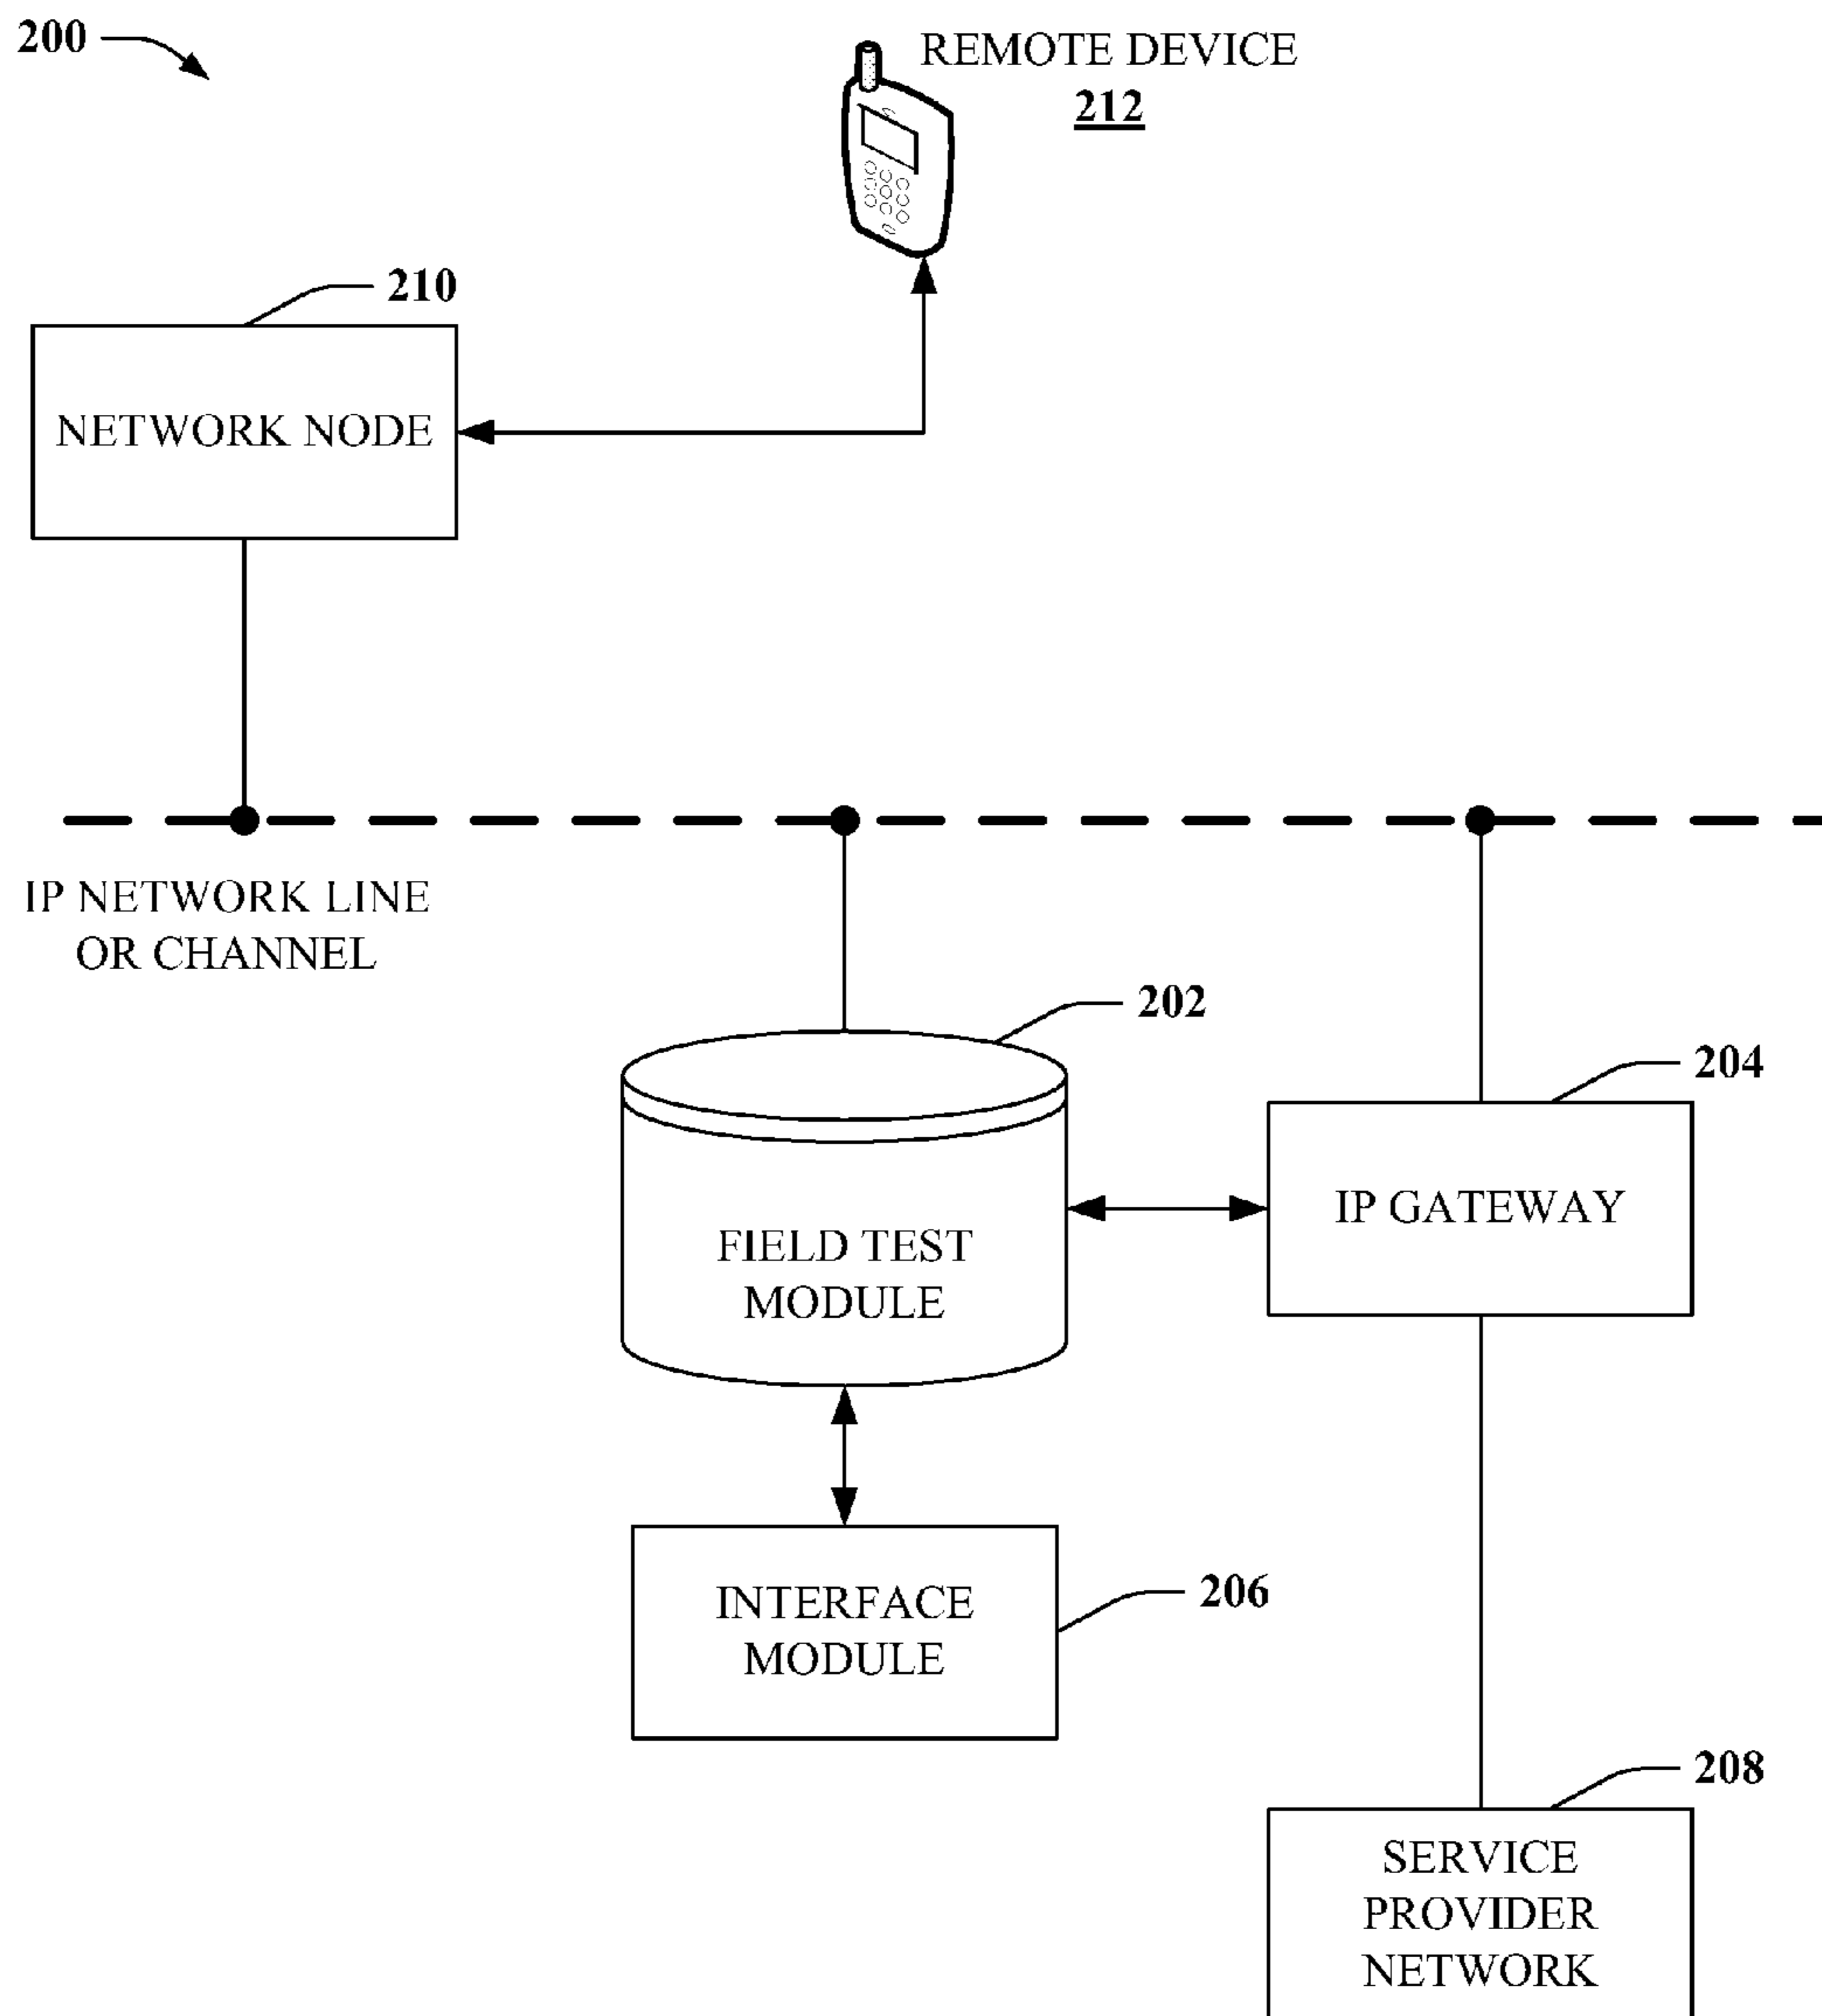 200
REMOTE DEVICE
212
210
NETWORK NODE
IP NETWORK LINE
OR CHANNEL
202
204
FIELD TEST
MODULE
IP GATEWAY
INTERFACE
MODULE
206
208
SERVICE
PROVIDER
NETWORK